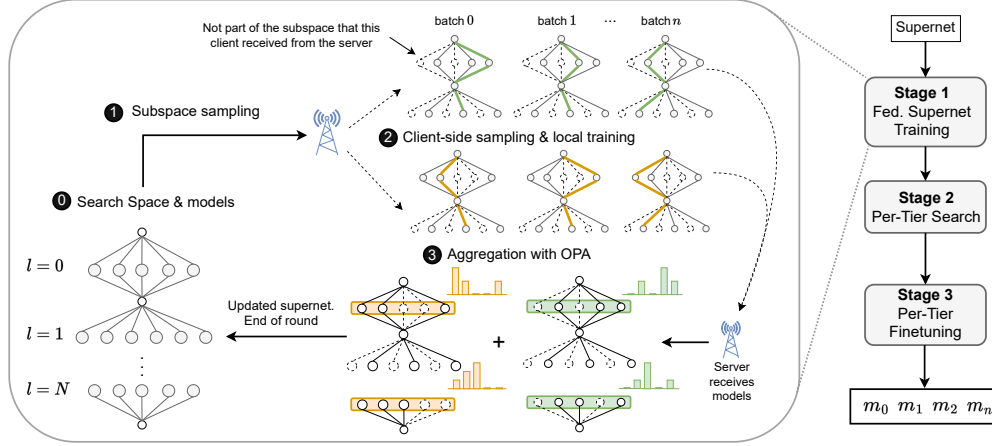 Not part of the subspace that this
client received from the server
batch 0
batch 1
...
batch n
1 Subspace sampling
2 Client-side sampling & local training
0 Search Space & models
3 Aggregation with OPA
l = 0
l = 1
⋮
l = N
Updated supernet.
End of round
+
Server
receives
models
Supernet
Stage 1
Fed. Supernet
Training
Stage 2
Per-Tier Search
Stage 3
Per-Tier
Finetuning
m₀ m₁ m₂ mₙ